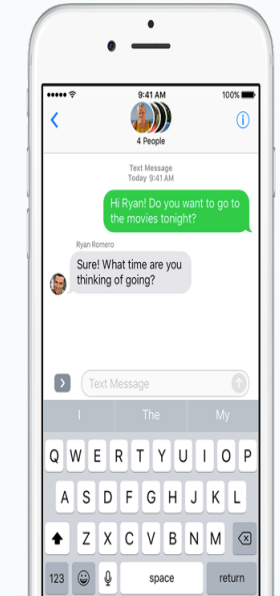 9:41 AM
100%
4 People
Text Message
Today 9:41 AM
Hi Ryan! Do you want to go to
the movies tonight?
Ryan Romero
Sure! What time are you
thinking of going?
Text Message
I The My
Q W E R T Y U I O P
A S D F G H J K L
Z X C V B N M
123 space return